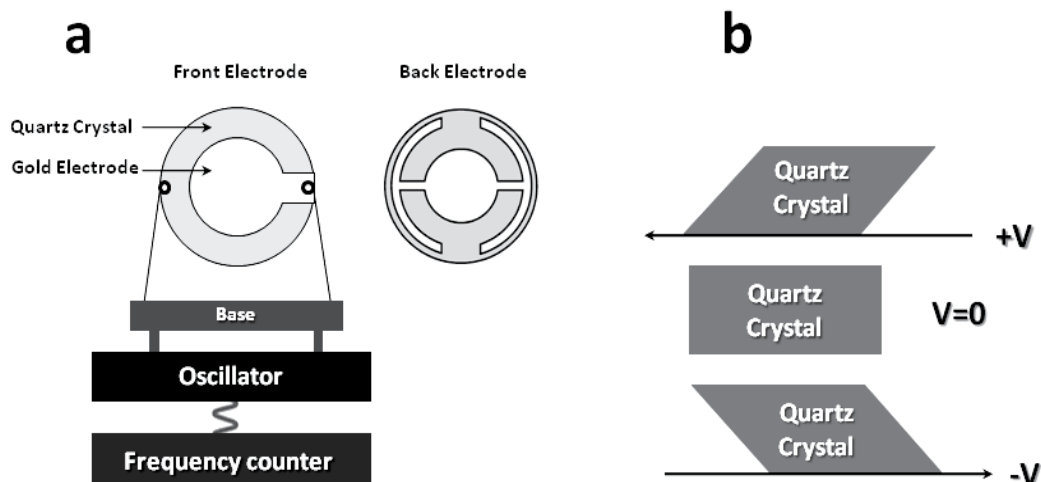 a
Front Electrode
Back Electrode
Quartz Crystal
Gold Electrode
Base
Oscillator
Frequency counter
b
Quartz
Crystal
+V
Quartz
Crystal
V=0
Quartz
Crystal
-V